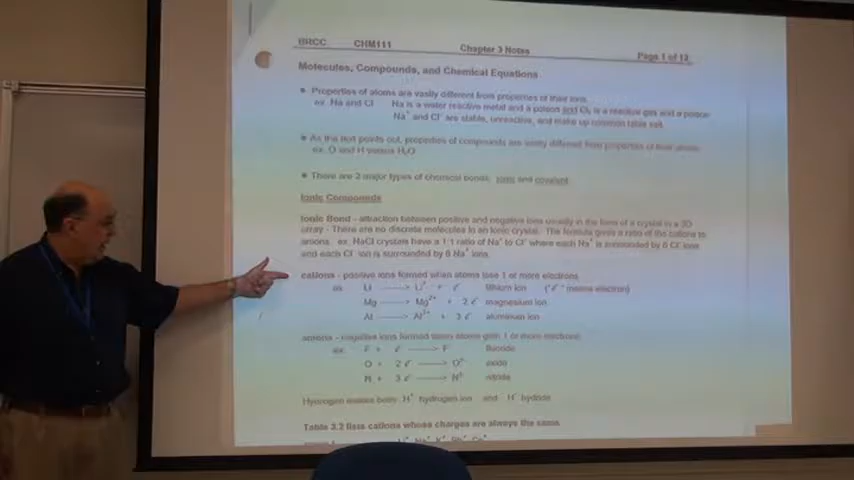 BRCC CHM111 Chapter 3 Notes Page 1 of 12
Molecules, Compounds, and Chemical Equations
• Properties of atoms are vastly different from properties of their ions.
ex. Na and Cl Na is a water reactive metal and a poison and Cl₂ is a reactive gas and a poison
Na⁺ and Cl⁻ are stable, unreactive, and make up common table salt.
• As the text points out, properties of compounds are vastly different from properties of their atoms.
ex. O and H versus H₂O
• There are 2 major types of chemical bonds, ionic and covalent.
Ionic Compounds
Ionic Bond - attraction between positive and negative ions usually in the form of a crystal in a 3D
array - There are no discrete molecules in an ionic crystal. The formula gives a ratio of the cations to
anions. ex. NaCl crystals have a 1:1 ratio of Na⁺ to Cl⁻ where each Na⁺ is surrounded by 6 Cl⁻ ions
and each Cl⁻ ion is surrounded by 6 Na⁺ ions.
cations - positive ions formed when atoms lose 1 or more electrons
ex. Li ----> Li⁺ + e⁻ lithium ion ("e⁻" means electron)
Mg ----> Mg²⁺ + 2 e⁻ magnesium ion
Al ----> Al³⁺ + 3 e⁻ aluminum ion
anions - negative ions formed when atoms gain 1 or more electrons
ex. F + e⁻ ----> F⁻ fluoride
O + 2 e⁻ ----> O²⁻ oxide
N + 3 e⁻ ----> N³⁻ nitride
Hydrogen makes both H⁺ hydrogen ion and H⁻ hydride
Table 3.2 lists cations whose charges are always the same.